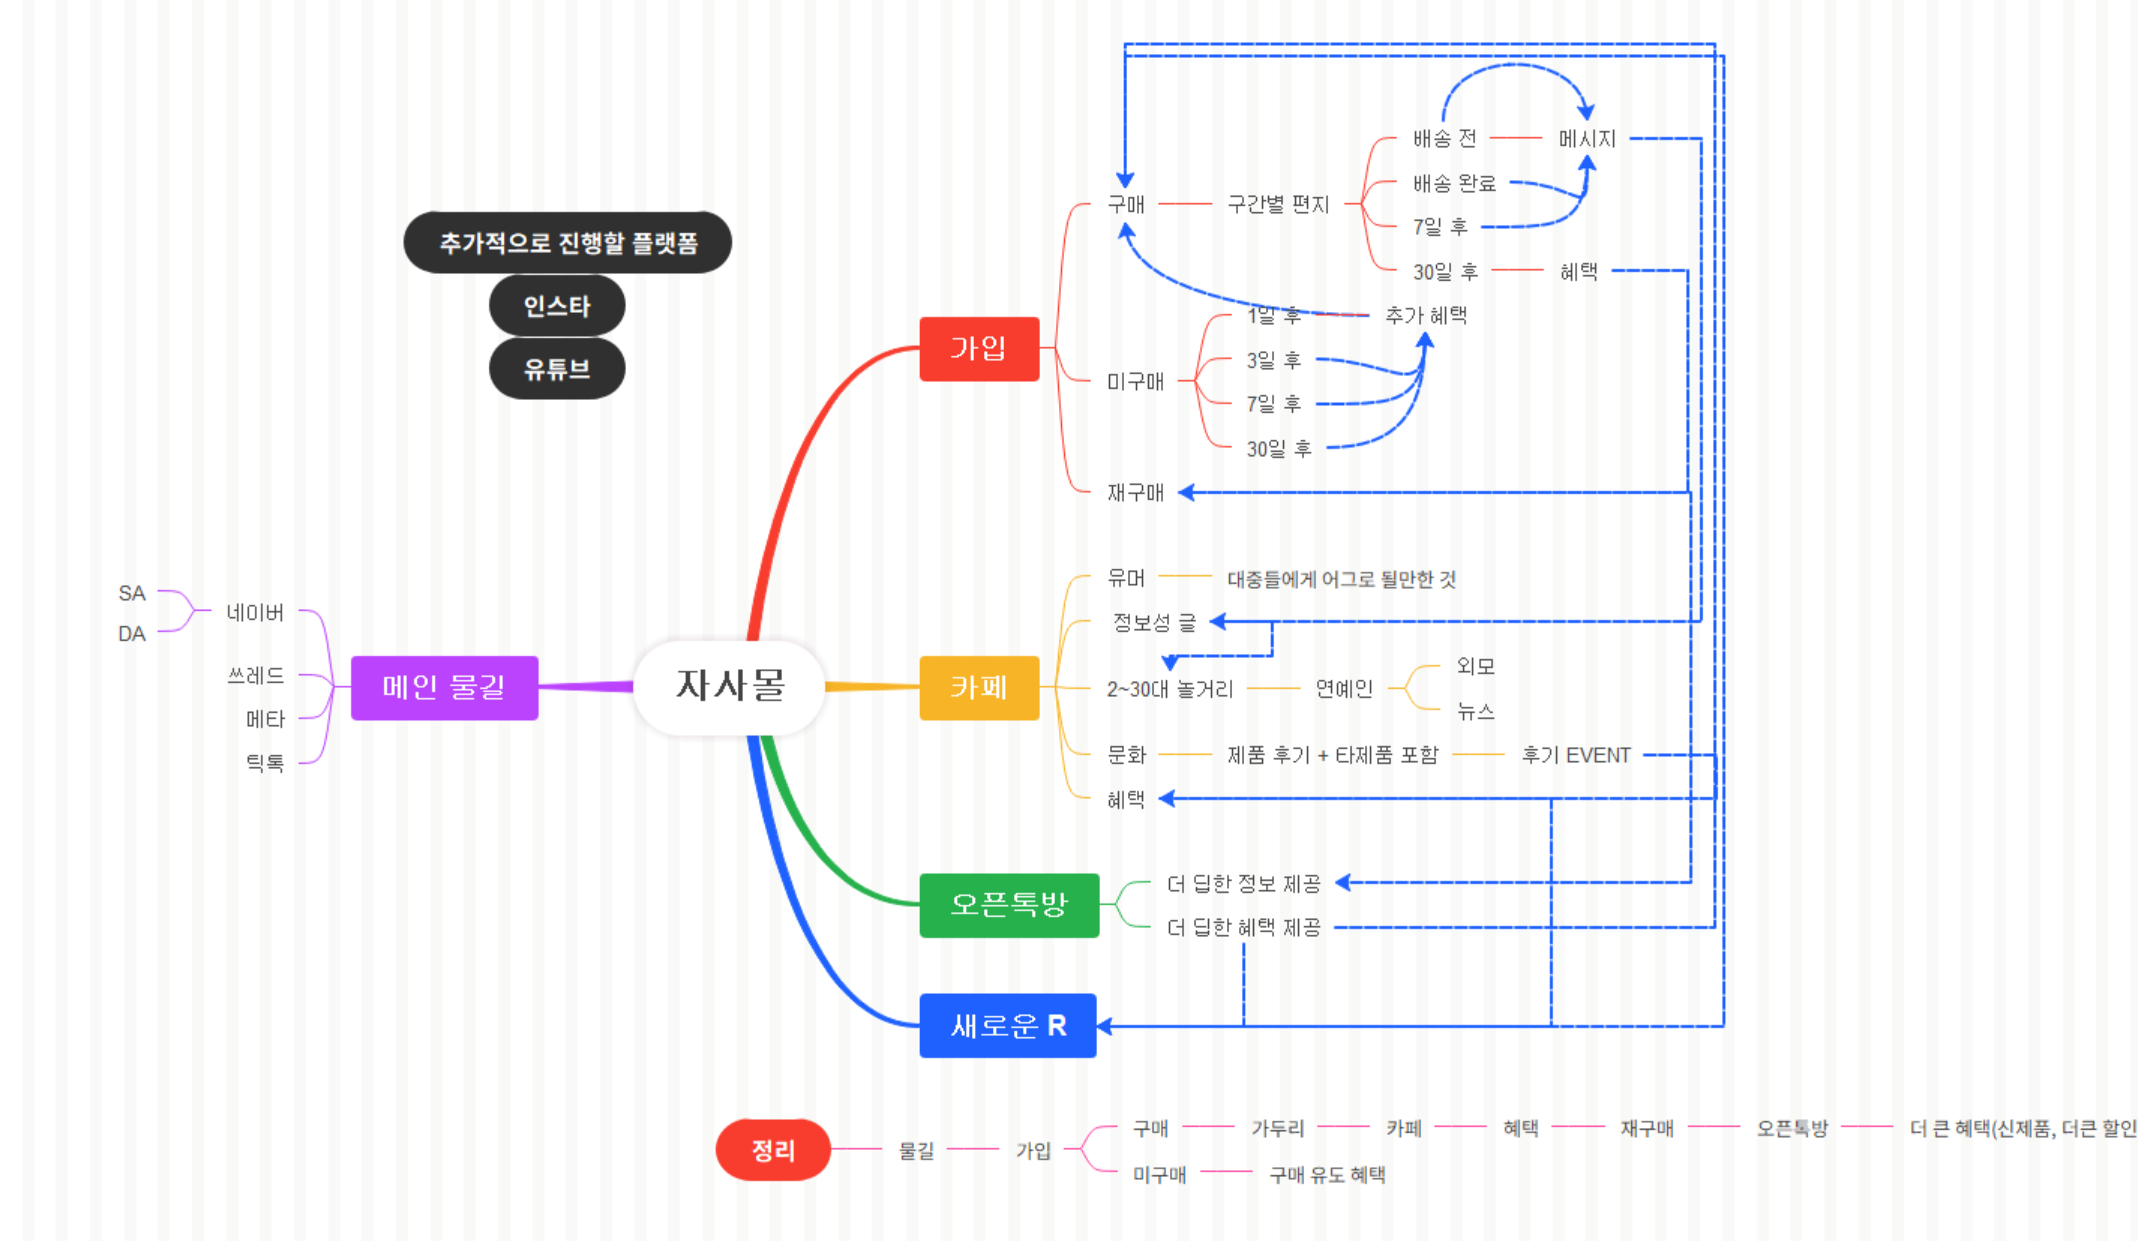 추가적으로 진행할 플랫폼
인스타
유튜브
SA
DA
네이버
쓰레드
메타
틱톡
메인 물길
자사몰
가입
구매
구간별 편지
배송 전
메시지
배송 완료
7일 후
30일 후
혜택
미구매
1일 후
추가 혜택
3일 후
7일 후
30일 후
재구매
카페
유머
대중들에게 어그로 될만한 것
정보성 글
2~30대 놀거리
연예인
외모
뉴스
문화
제품 후기 + 타제품 포함
후기 EVENT
혜택
오픈톡방
더 딥한 정보 제공
더 딥한 혜택 제공
새로운 R
정리
물길
가입
구매
가두리
카페
혜택
재구매
오픈톡방
더 큰 혜택(신제품, 더큰 할인
미구매
구매 유도 혜택